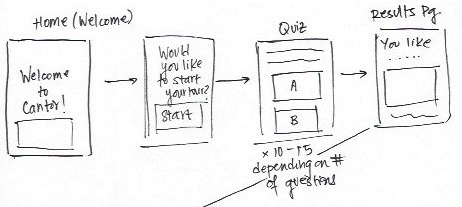 Home (Welcome)
Welcome
to
Cantor!
Would
you like
to start
your tour?
Start
Quiz
A
B
x 10-15
depending on #
of questions
Results Pg.
You like
.....